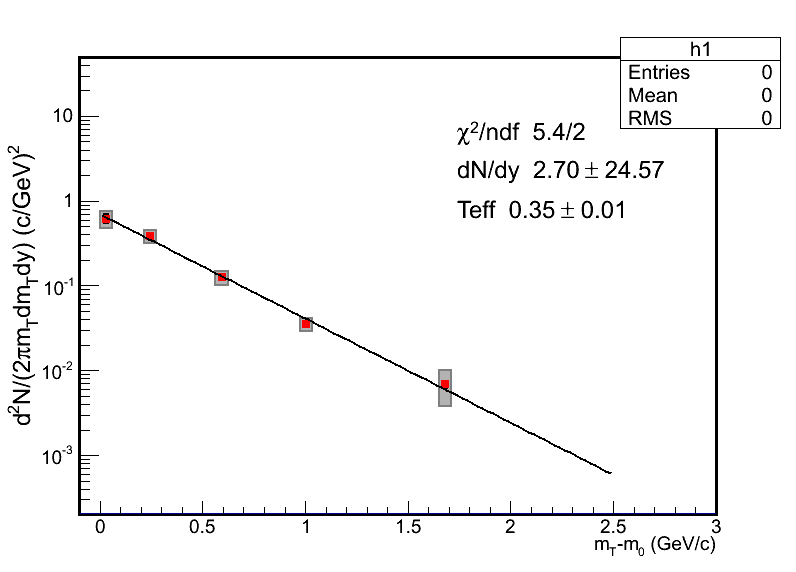 h1
Entries 0
Mean 0
RMS 0
χ²/ndf 5.4/2
dN/dy 2.70 ± 24.57
Teff 0.35 ± 0.01
d²N/(2πm_T dm_T dy) (c/GeV)²
10
1
10⁻¹
10⁻²
10⁻³
0 0.5 1 1.5 2 2.5 3
m_T-m_0 (GeV/c)